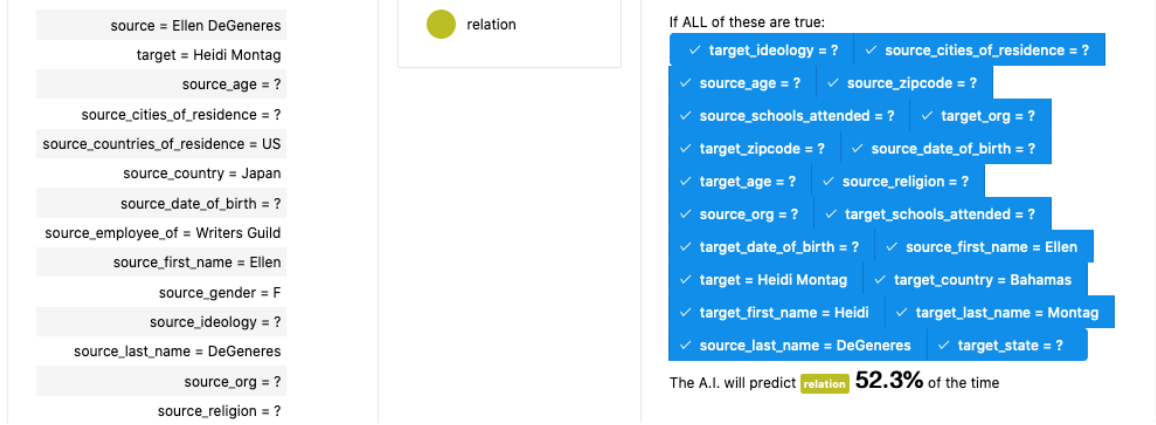 source = Ellen DeGeneres
target = Heidi Montag
source_age = ?
source_cities_of_residence = ?
source_countries_of_residence = US
source_country = Japan
source_date_of_birth = ?
source_employee_of = Writers Guild
source_first_name = Ellen
source_gender = F
source_ideology = ?
source_last_name = DeGeneres
source_org = ?
source_religion = ?
relation
If ALL of these are true:
✓ target_ideology = ? ✓ source_cities_of_residence = ?
✓ source_age = ? ✓ source_zipcode = ?
✓ source_schools_attended = ? ✓ target_org = ?
✓ target_zipcode = ? ✓ source_date_of_birth = ?
✓ target_age = ? ✓ source_religion = ?
✓ source_org = ? ✓ target_schools_attended = ?
✓ target_date_of_birth = ? ✓ source_first_name = Ellen
✓ target = Heidi Montag ✓ target_country = Bahamas
✓ target_first_name = Heidi ✓ target_last_name = Montag
✓ source_last_name = DeGeneres ✓ target_state = ?
The A.I. will predict relation 52.3% of the time